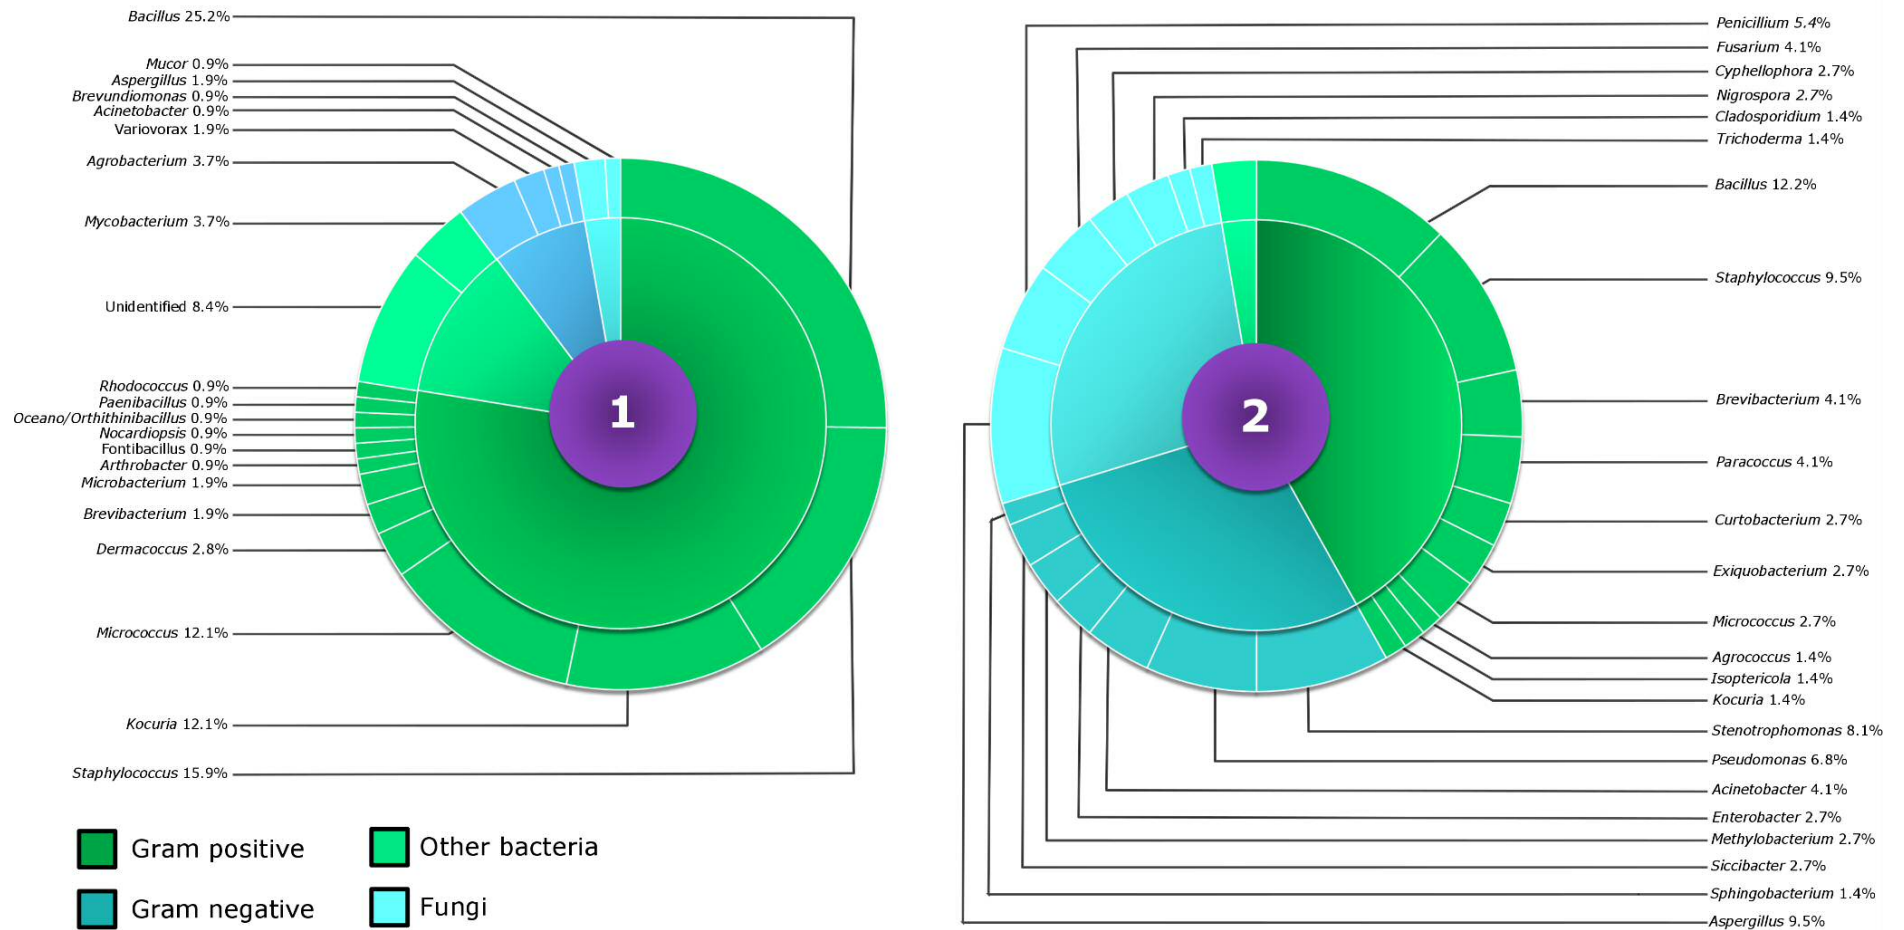 Bacillus 25.2%
Mucor 0.9%
Aspergillus 1.9%
Brevundiomonas 0.9%
Acinetobacter 0.9%
Variovorax 1.9%
Agrobacterium 3.7%
Mycobacterium 3.7%
Unidentified 8.4%
Rhodococcus 0.9%
Paenibacillus 0.9%
Oceano/Orthithinibacillus 0.9%
Nocardiopsis 0.9%
Fontibacillus 0.9%
Arthrobacter 0.9%
Microbacterium 1.9%
Brevibacterium 1.9%
Dermacoccus 2.8%
Micrococcus 12.1%
Kocuria 12.1%
Staphylococcus 15.9%
1
2
Penicillium 5.4%
Fusarium 4.1%
Cyphellophora 2.7%
Nigrospora 2.7%
Cladosporidium 1.4%
Trichoderma 1.4%
Bacillus 12.2%
Staphylococcus 9.5%
Brevibacterium 4.1%
Paracoccus 4.1%
Curtobacterium 2.7%
Exiquobacterium 2.7%
Micrococcus 2.7%
Agrococcus 1.4%
Isoptericola 1.4%
Kocuria 1.4%
Stenotrophomonas 8.1%
Pseudomonas 6.8%
Acinetobacter 4.1%
Enterobacter 2.7%
Methylobacterium 2.7%
Siccibacter 2.7%
Sphingobacterium 1.4%
Aspergillus 9.5%
Gram positive
Other bacteria
Gram negative
Fungi